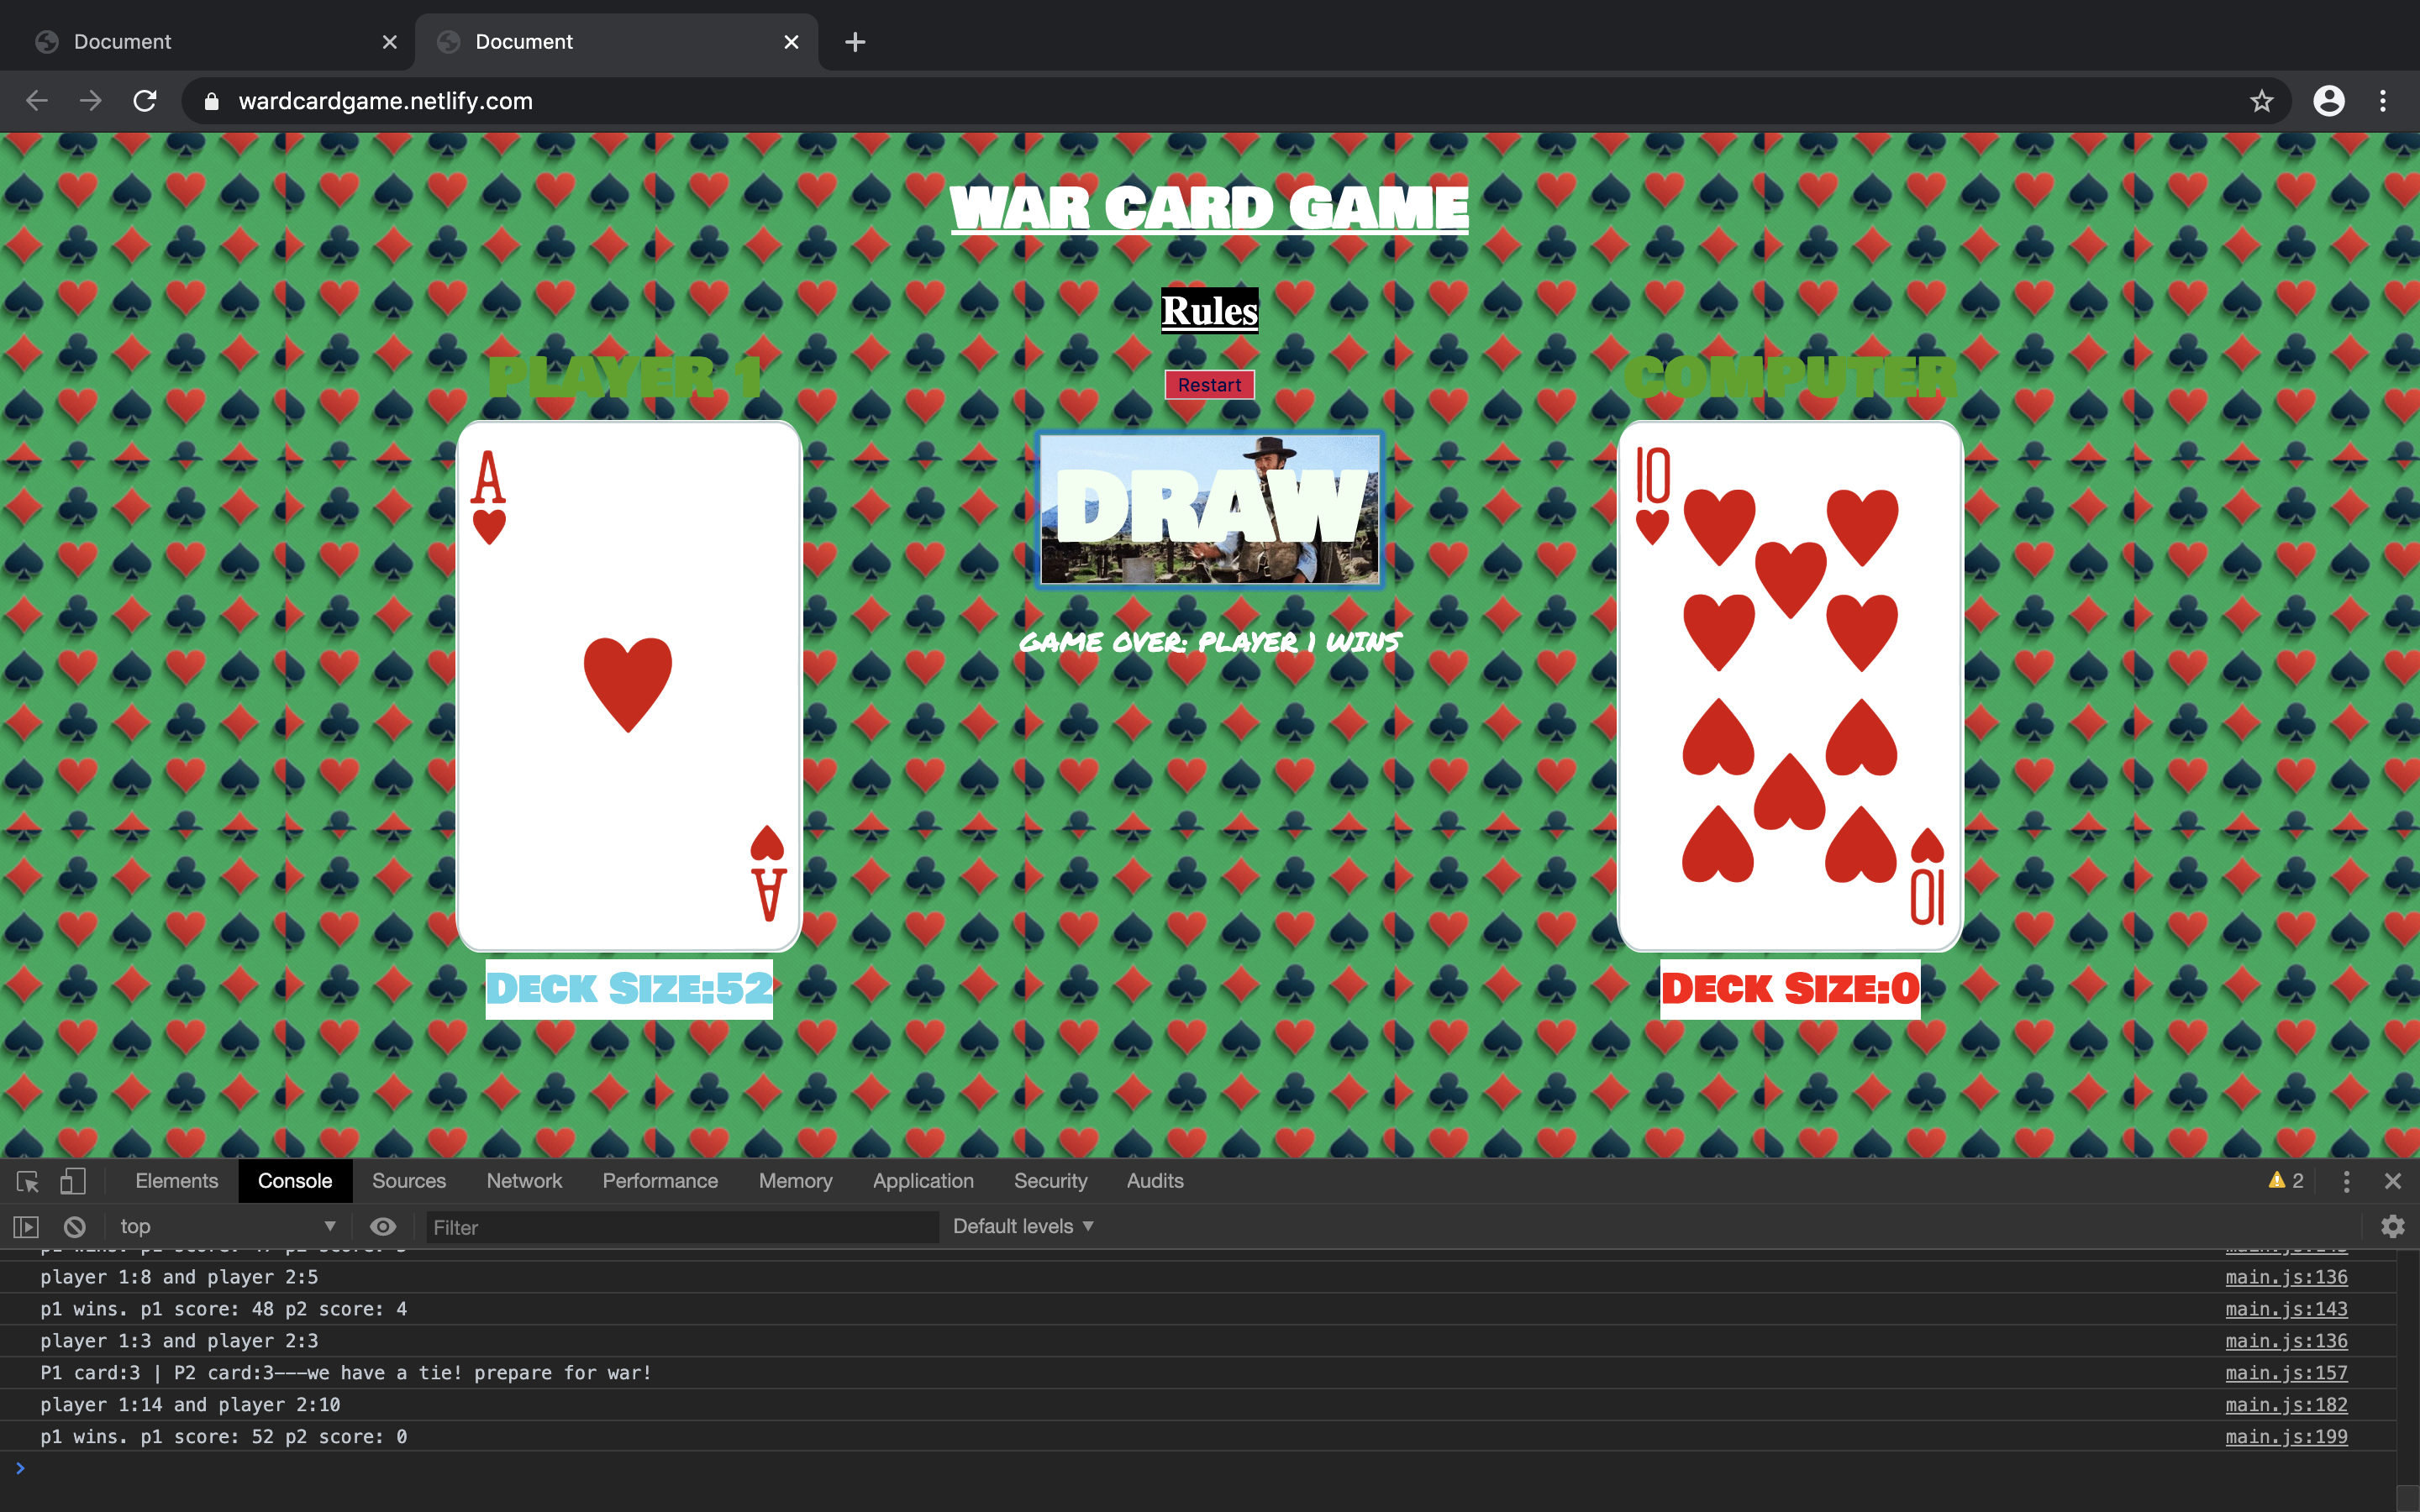 Document
Document
wardcardgame.netlify.com
WAR CARD GAME
Rules
PLAYER 1
Restart
COMPUTER
A
DRAW
10
GAME OVER: PLAYER 1 WINS
A
10
Deck Size:52
Deck Size:0
Elements Console Sources Network Performance Memory Application Security Audits 2
top Filter Default levels
player 1:8 and player 2:5 main.js:136
p1 wins. p1 score: 48 p2 score: 4 main.js:143
player 1:3 and player 2:3 main.js:136
P1 card:3 | P2 card:3---we have a tie! prepare for war! main.js:157
player 1:14 and player 2:10 main.js:182
p1 wins. p1 score: 52 p2 score: 0 main.js:199